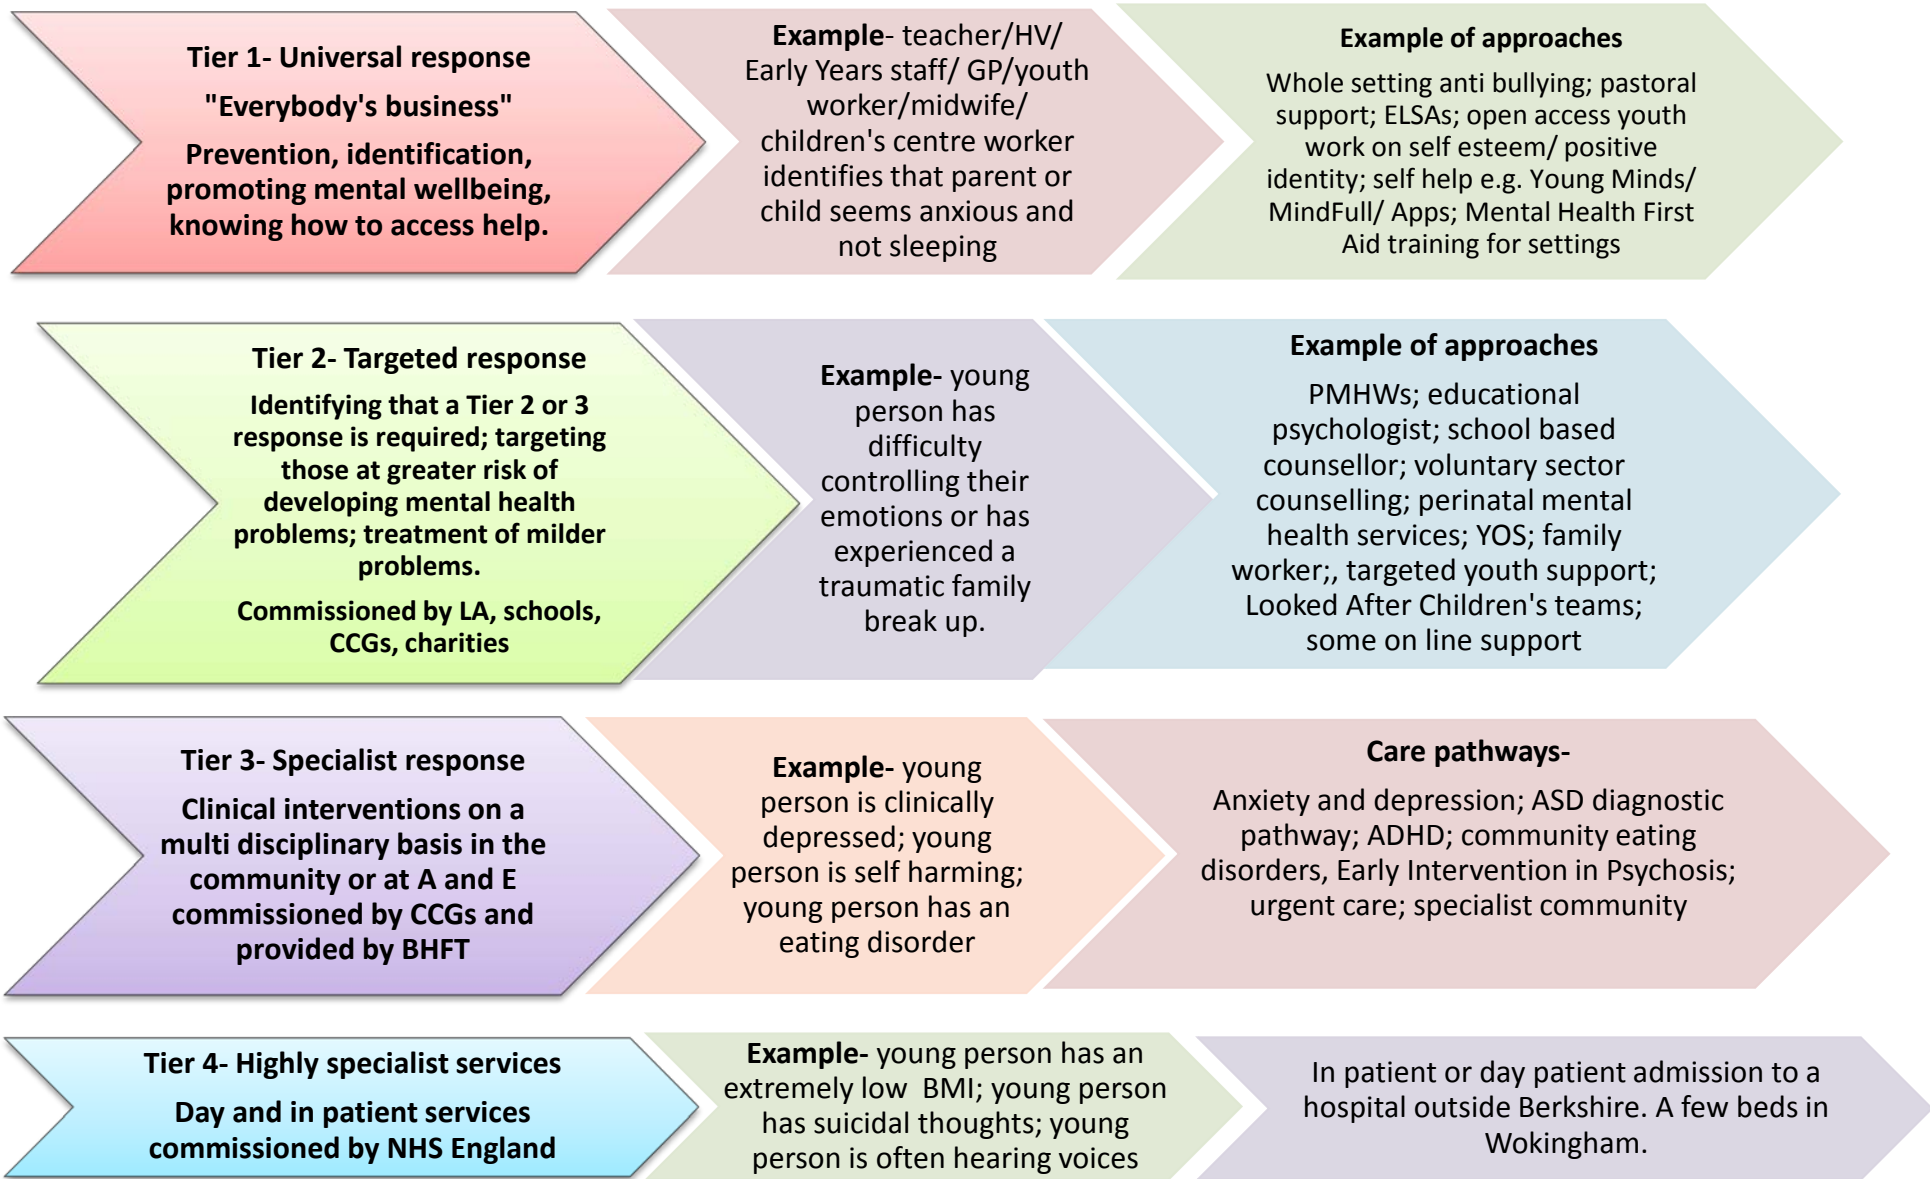 Tier 1- Universal response
"Everybody's business"
Prevention, identification,
promoting mental wellbeing,
knowing how to access help.
Example- teacher/HV/
Early Years staff/ GP/youth
worker/midwife/
children's centre worker
identifies that parent or
child seems anxious and
not sleeping
Example of approaches
Whole setting anti bullying; pastoral
support; ELSAs; open access youth
work on self esteem/ positive
identity; self help e.g. Young Minds/
MindFull/ Apps; Mental Health First
Aid training for settings
Tier 2- Targeted response
Identifying that a Tier 2 or 3
response is required; targeting
those at greater risk of
developing mental health
problems; treatment of milder
problems.
Commissioned by LA, schools,
CCGs, charities
Example- young
person has
difficulty
controlling their
emotions or has
experienced a
traumatic family
break up.
Example of approaches
PMHWs; educational
psychologist; school based
counsellor; voluntary sector
counselling; perinatal mental
health services; YOS; family
worker;, targeted youth support;
Looked After Children's teams;
some on line support
Tier 3- Specialist response
Clinical interventions on a
multi disciplinary basis in the
community or at A and E
commissioned by CCGs and
provided by BHFT
Example- young
person is clinically
depressed; young
person is self harming;
young person has an
eating disorder
Care pathways-
Anxiety and depression; ASD diagnostic
pathway; ADHD; community eating
disorders, Early Intervention in Psychosis;
urgent care; specialist community
Tier 4- Highly specialist services
Day and in patient services
commissioned by NHS England
Example- young person has an
extremely low  BMI; young person
has suicidal thoughts; young
person is often hearing voices
In patient or day patient admission to a
hospital outside Berkshire. A few beds in
Wokingham.